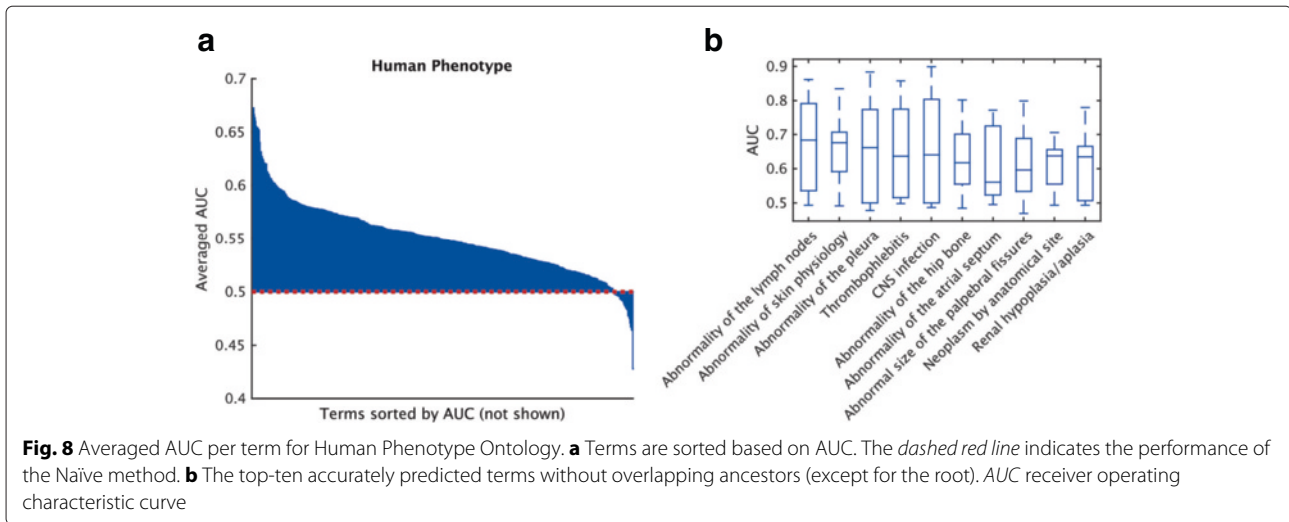 a
Human Phenotype
0.7
0.65
0.6
0.55
0.5
0.45
0.4
Averaged AUC
Terms sorted by AUC (not shown)
b
0.9
0.8
0.7
0.6
0.5
AUC
Abnormality of the lymph nodes
Abnormality of skin physiology
Abnormality of the pleura
Thrombophlebitis
CNS infection
Abnormality of the hip bone
Abnormality of the atrial septum
Abnormal size of the palpebral fissures
Neoplasm by anatomical site
Renal hypoplasia/aplasia
Fig. 8 Averaged AUC per term for Human Phenotype Ontology. a Terms are sorted based on AUC. The dashed red line indicates the performance of
the Naïve method. b The top-ten accurately predicted terms without overlapping ancestors (except for the root). AUC receiver operating
characteristic curve